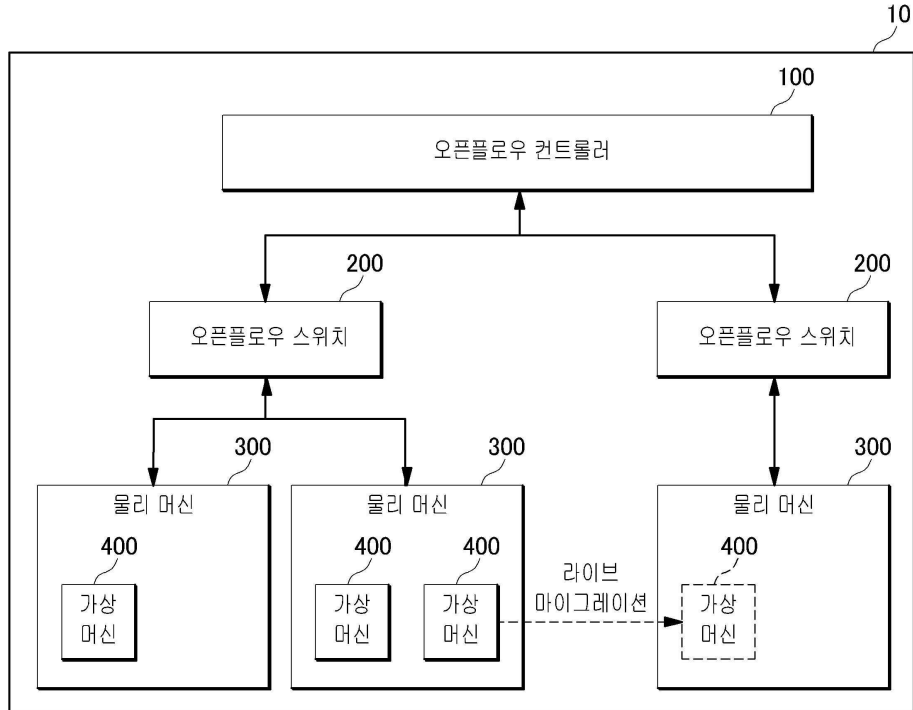 10
100
오픈플로우 컨트롤러
200
200
오픈플로우 스위치
오픈플로우 스위치
300
300
300
물리 머신
물리 머신
물리 머신
400
400
400
400
가상
머신
가상
머신
가상
머신
라이브
마이그레이션
가상
머신